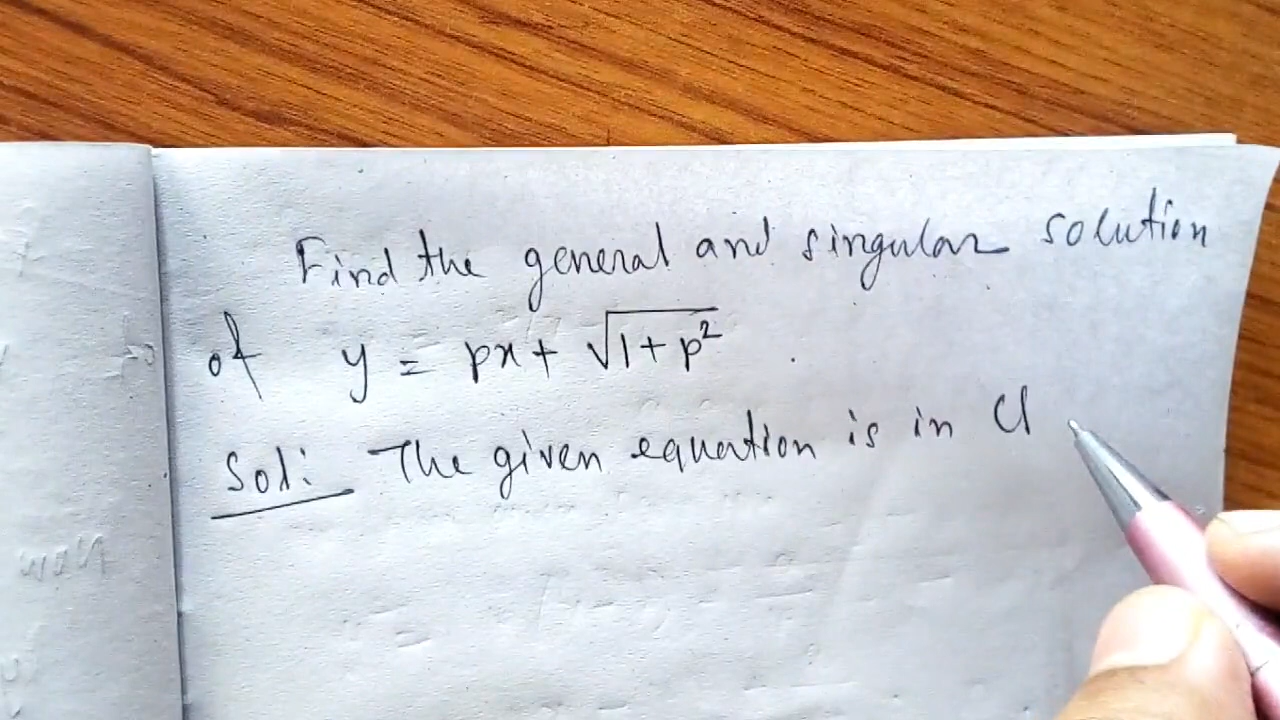 Find the general and singular solution
of y = px + √1+p² .
Sol: The given equation is in Cl